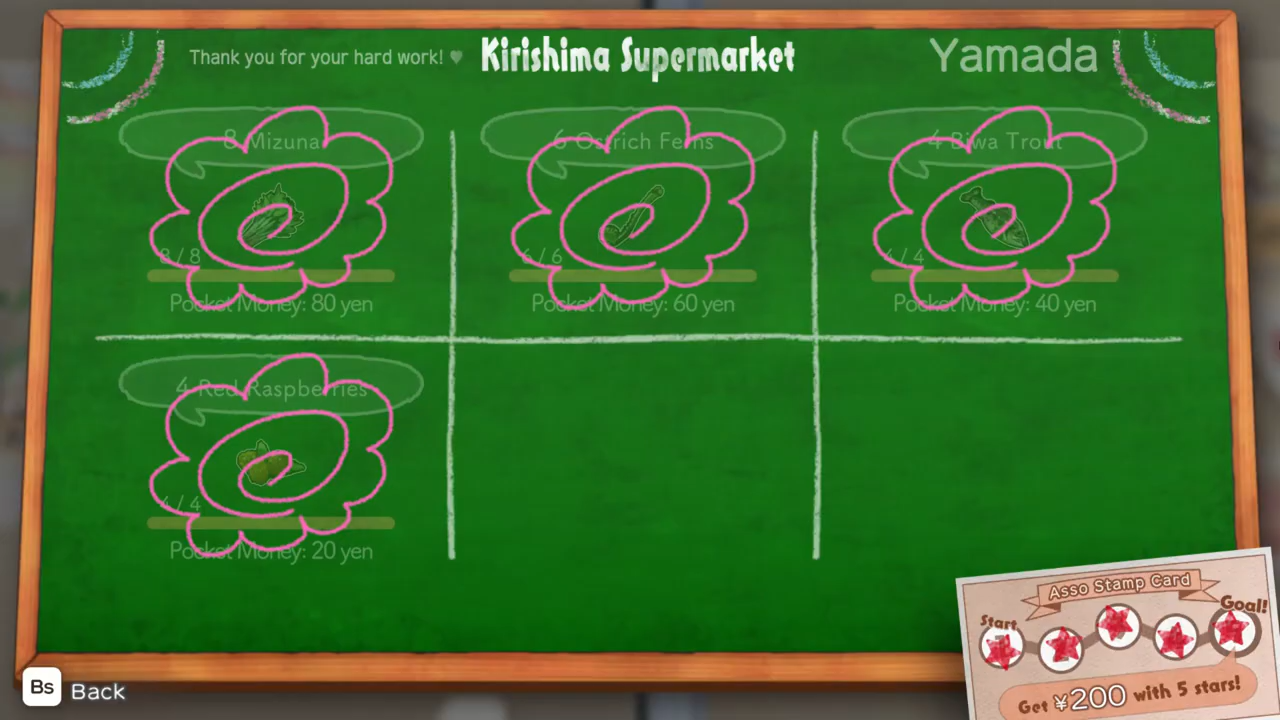 Thank you for your hard work! ♥
Kirishima Supermarket
Yamada
8 Mizuna
8 / 8
Pocket Money: 80 yen
6 Ostrich Ferns
6 / 6
Pocket Money: 60 yen
4 Biwa Trout
4 / 4
Pocket Money: 40 yen
4 Red Raspberries
4 / 4
Pocket Money: 20 yen
Asso Stamp Card
Start
Goal!
Get ¥200 with 5 stars!
Bs Back